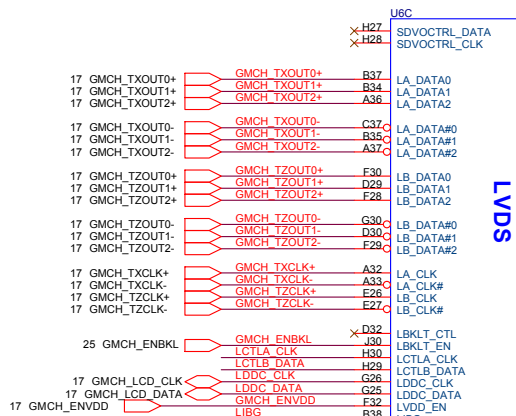 U6C
H27 SDVOCTRL_DATA
H28 SDVOCTRL_CLK
17 GMCH_TXOUT0+ GMCH_TXOUT0+ B37 LA_DATA0
17 GMCH_TXOUT1+ GMCH_TXOUT1+ B34 LA_DATA1
17 GMCH_TXOUT2+ GMCH_TXOUT2+ A36 LA_DATA2
17 GMCH_TXOUT0- GMCH_TXOUT0- C37 LA_DATA#0
17 GMCH_TXOUT1- GMCH_TXOUT1- B35 LA_DATA#1
17 GMCH_TXOUT2- GMCH_TXOUT2- A37 LA_DATA#2
17 GMCH_TZOUT0+ GMCH_TZOUT0+ F30 LB_DATA0
17 GMCH_TZOUT1+ GMCH_TZOUT1+ D29 LB_DATA1
17 GMCH_TZOUT2+ GMCH_TZOUT2+ F28 LB_DATA2
LVDS
17 GMCH_TZOUT0- GMCH_TZOUT0- G30 LB_DATA#0
17 GMCH_TZOUT1- GMCH_TZOUT1- D30 LB_DATA#1
17 GMCH_TZOUT2- GMCH_TZOUT2- F29 LB_DATA#2
17 GMCH_TXCLK+ GMCH_TXCLK+ A32 LA_CLK
17 GMCH_TXCLK- GMCH_TXCLK- A33 LA_CLK#
17 GMCH_TZCLK+ GMCH_TZCLK+ E26 LB_CLK
17 GMCH_TZCLK- GMCH_TZCLK- E27 LB_CLK#
D32 LBKLT_CTL
25 GMCH_ENBKL GMCH_ENBKL J30 LBKLT_EN
LCTLA_CLK H30 LCTLA_CLK
LCTLB_DATA H29 LCTLB_DATA
17 GMCH_LCD_CLK LDDC_CLK G26 LDDC_CLK
17 GMCH_LCD_DATA LDDC_DATA G25 LDDC_DATA
17 GMCH_ENVDD GMCH_ENVDD F32 LVDD_EN
LIBG B38